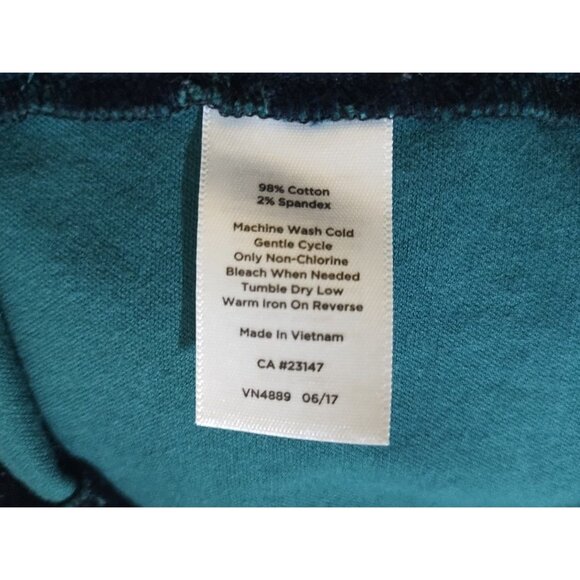 98% Cotton
2% Spandex
Machine Wash Cold
Gentle Cycle
Only Non-Chlorine
Bleach When Needed
Tumble Dry Low
Warm Iron On Reverse
Made In Vietnam
CA #23147
VN4889 06/17